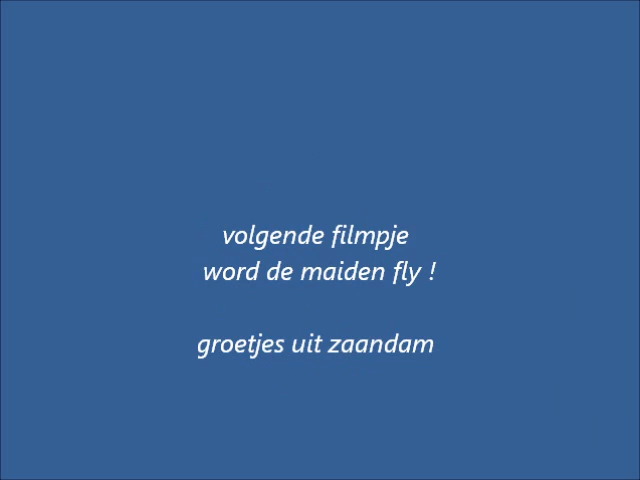 volgende filmpje
word de maiden fly !
groetjes uit zaandam